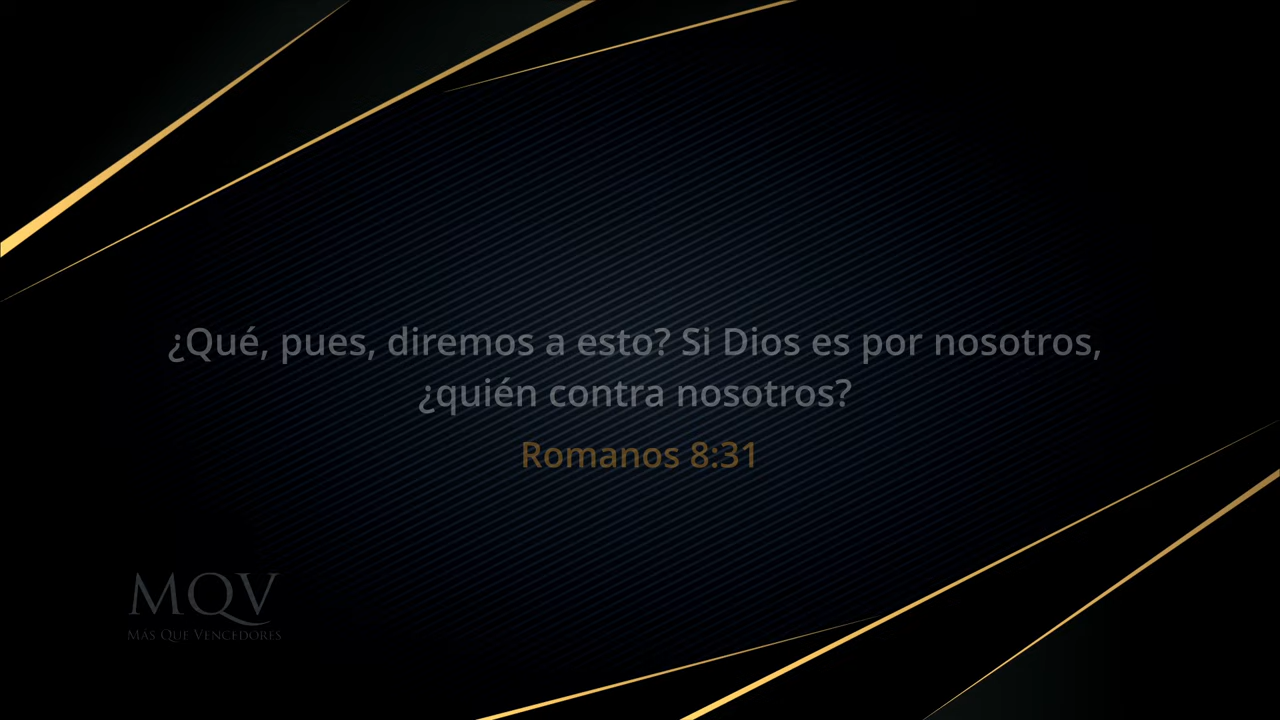 ¿Qué, pues, diremos a esto? Si Dios es por nosotros,
¿quién contra nosotros?
Romanos 8:31
MQV
Más Que Vencedores